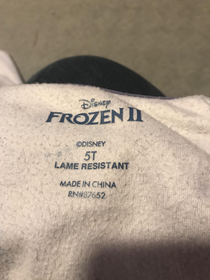 Disney
FROZEN II
©DISNEY
5T
LAME RESISTANT
MADE IN CHINA
RN#87652